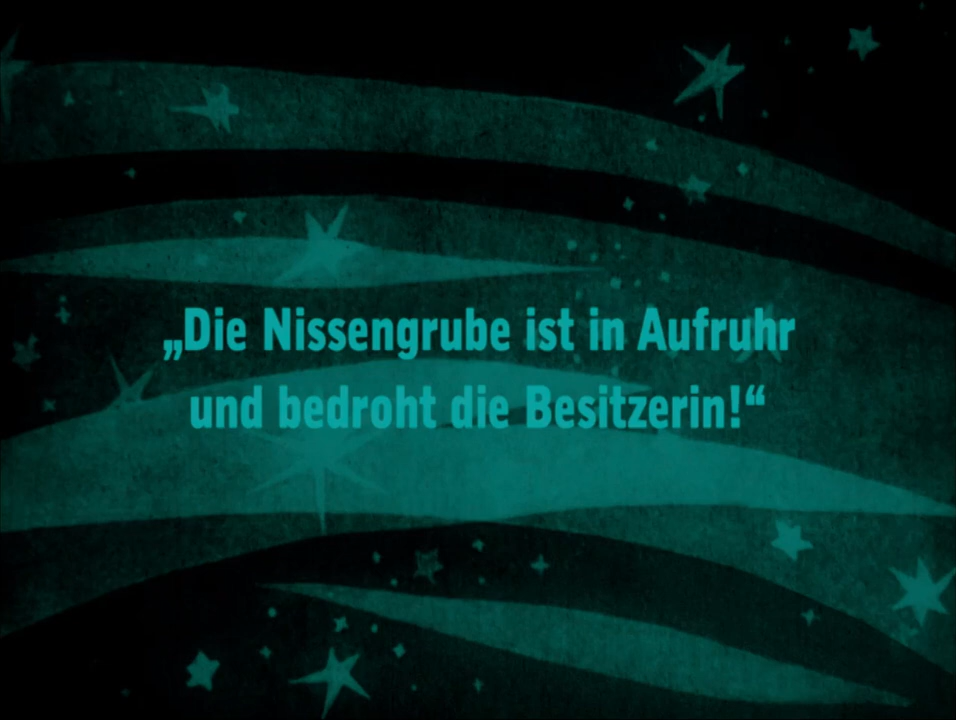 „Die Nissengrube ist in Aufruhr
und bedroht die Besitzerin!“